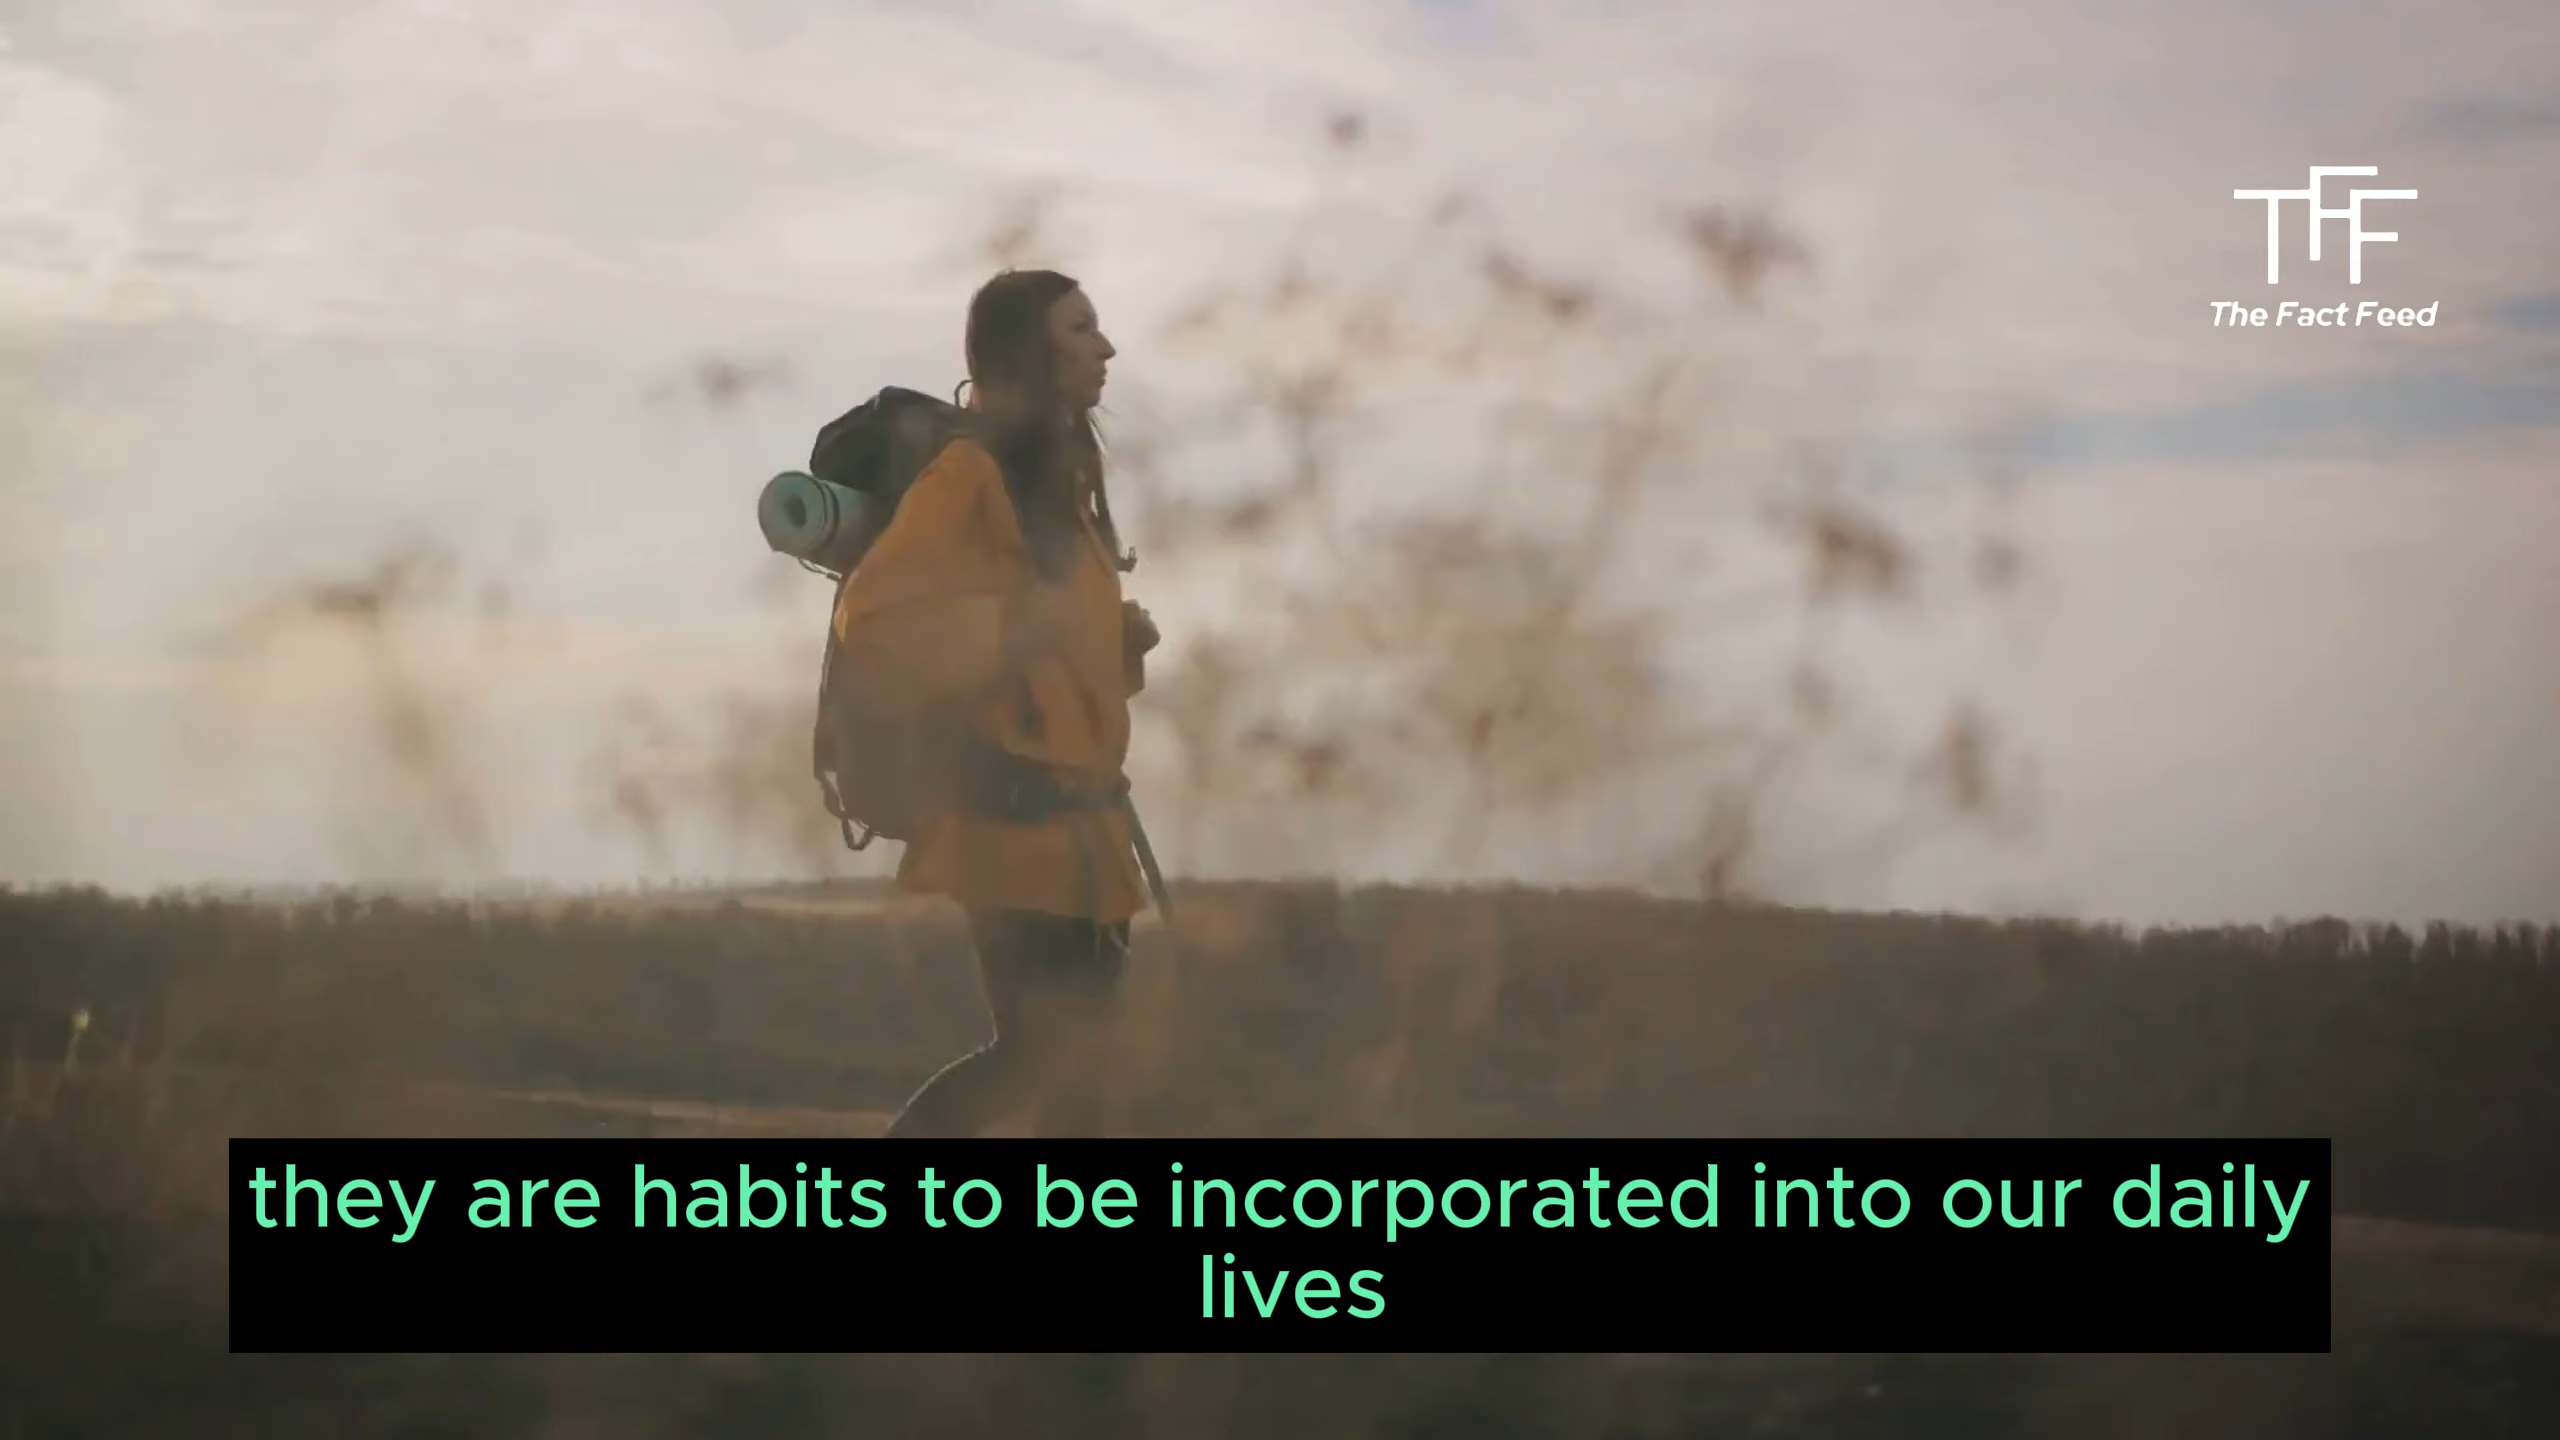 TFF
The Fact Feed
they are habits to be incorporated into our daily
lives